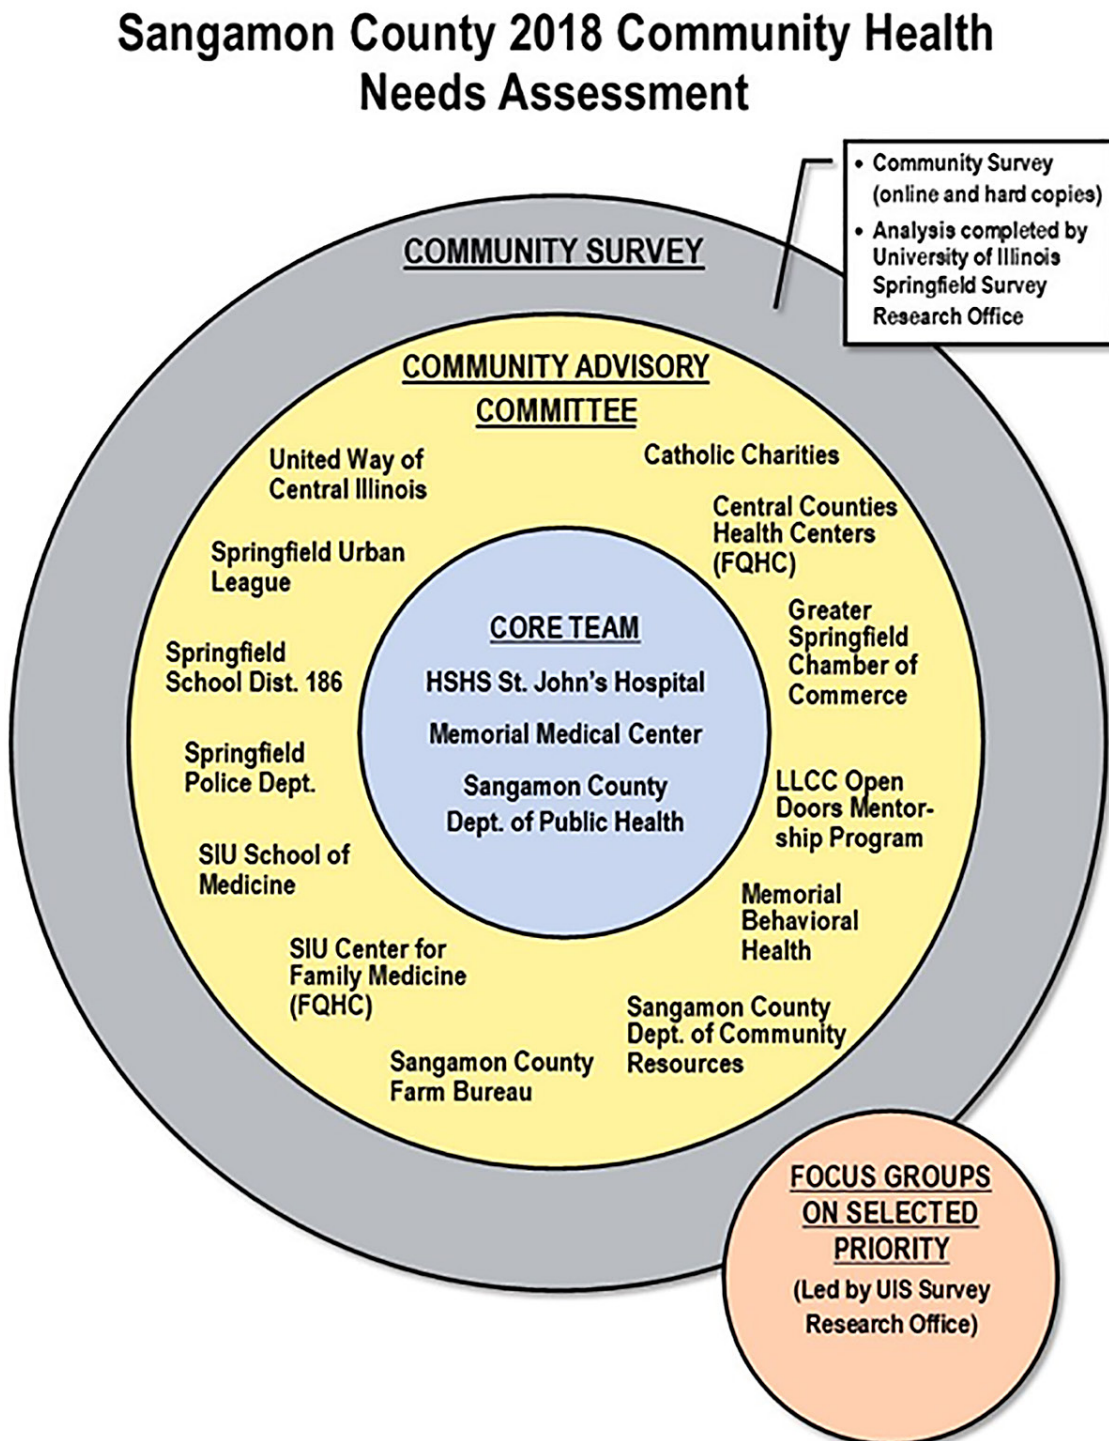 Sangamon County 2018 Community Health
Needs Assessment
• Community Survey
(online and hard copies)
• Analysis completed by
University of Illinois
Springfield Survey
Research Office
COMMUNITY SURVEY
COMMUNITY ADVISORY
COMMITTEE
United Way of
Central Illinois
Springfield Urban
League
Springfield
School Dist. 186
Springfield
Police Dept.
SIU School of
Medicine
SIU Center for
Family Medicine
(FQHC)
Sangamon County
Farm Bureau
Catholic Charities
Central Counties
Health Centers
(FQHC)
Greater
Springfield
Chamber of
Commerce
LLCC Open
Doors Mentor-
ship Program
Memorial
Behavioral
Health
Sangamon County
Dept. of Community
Resources
CORE TEAM
HSHS St. John's Hospital
Memorial Medical Center
Sangamon County
Dept. of Public Health
FOCUS GROUPS
ON SELECTED
PRIORITY
(Led by UIS Survey
Research Office)